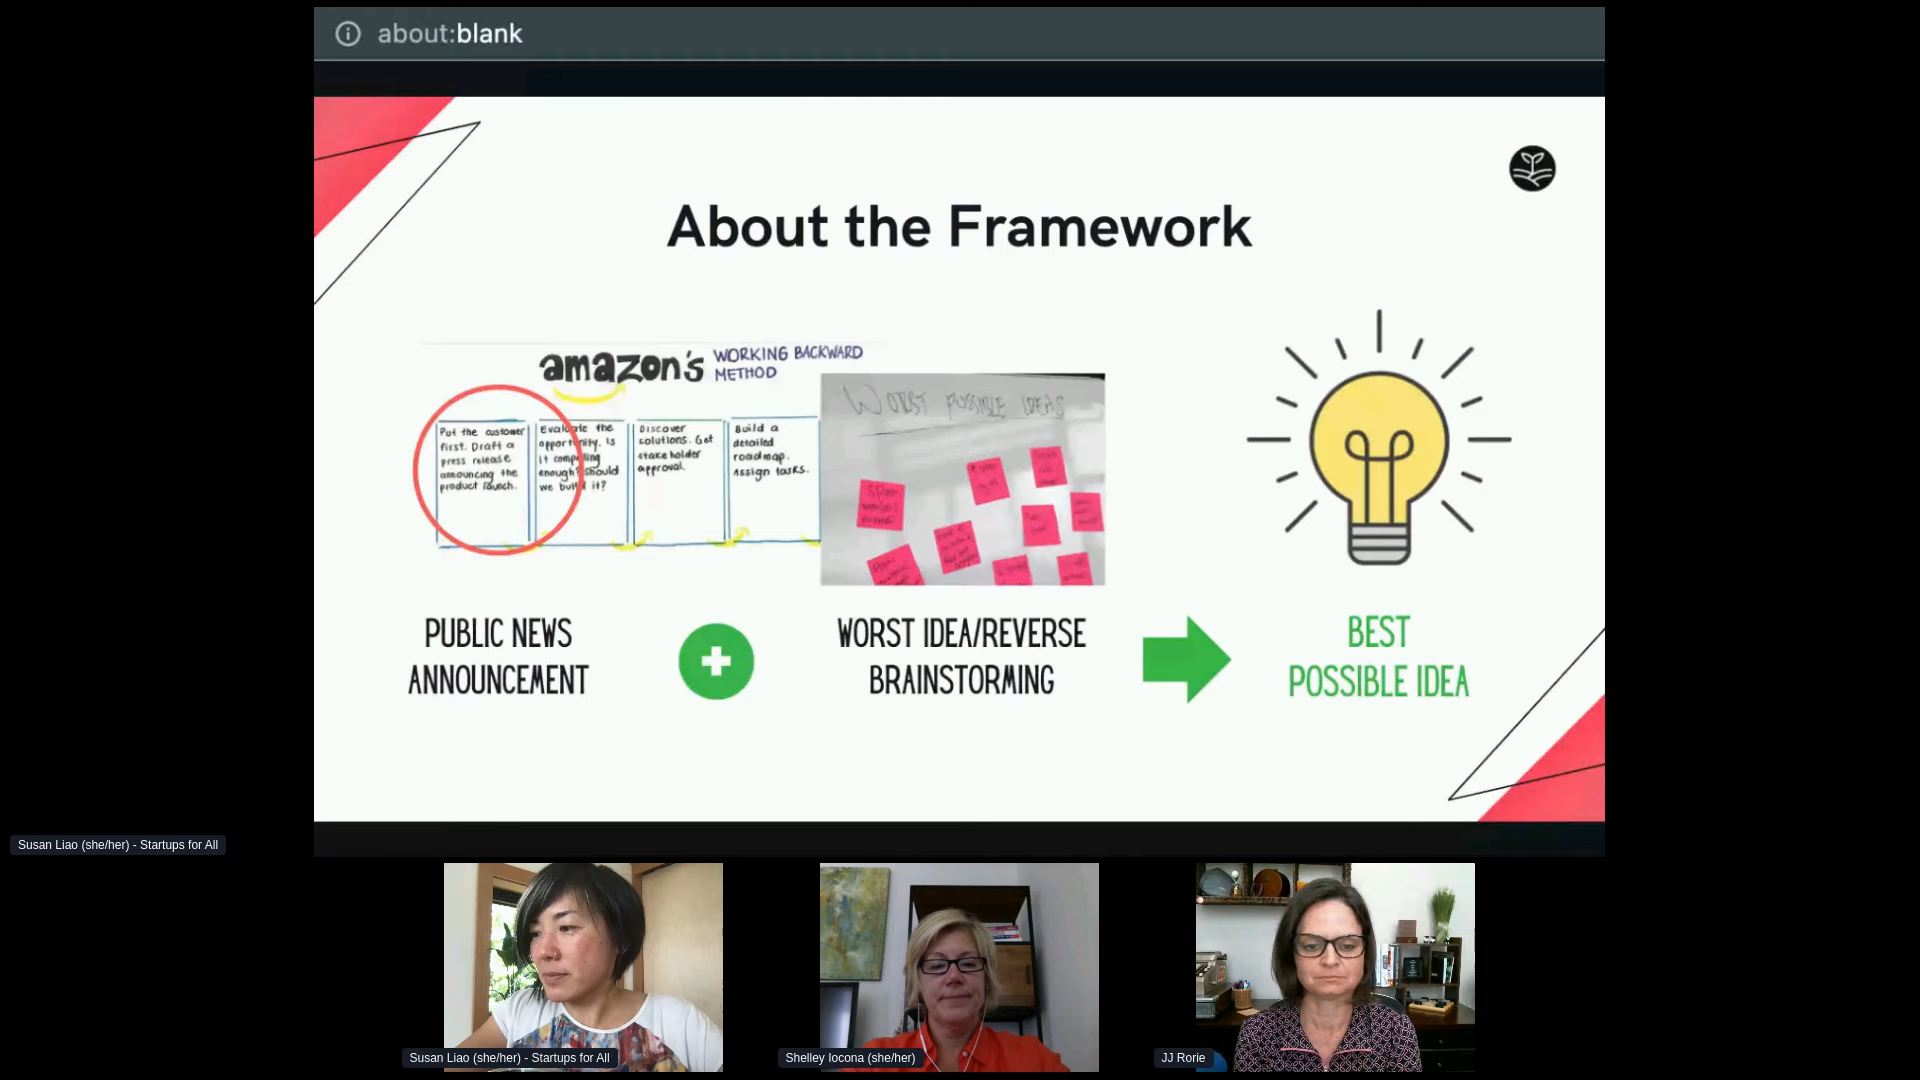 about:blank
About the Framework
amazon's WORKING BACKWARD
METHOD
Put the customer
first. Draft a
press release
announcing the
product launch.
Evaluate the
opportunity. Is
it compelling
enough? Should
we build it?
Discover
solutions. Get
stakeholder
approval.
Build a
detailed
roadmap.
Assign tasks.
WORST POSSIBLE IDEAS
PUBLIC NEWS
ANNOUNCEMENT
WORST IDEA/REVERSE
BRAINSTORMING
BEST
POSSIBLE IDEA
Susan Liao (she/her) - Startups for All
Susan Liao (she/her) - Startups for All
Shelley Iocona (she/her)
JJ Rorie